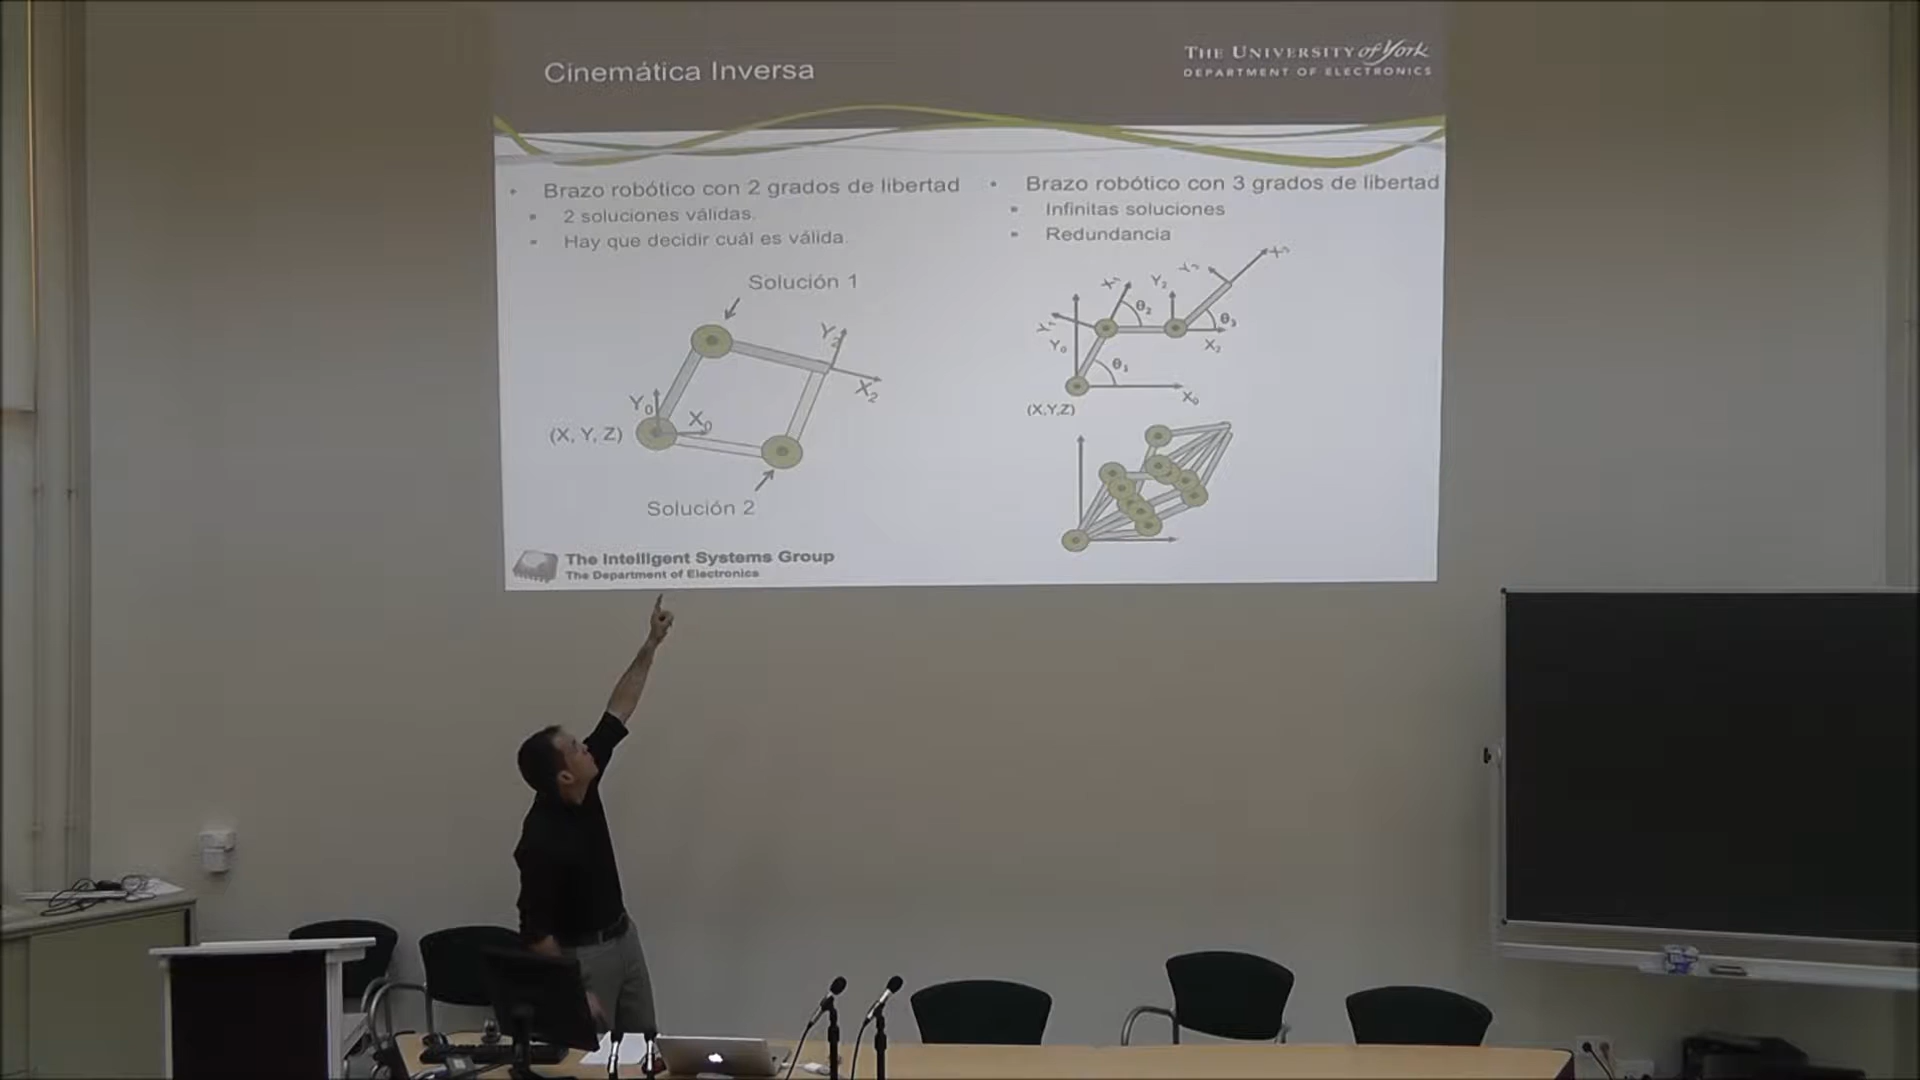 Cinemática Inversa
THE UNIVERSITY of York
DEPARTMENT OF ELECTRONICS
Brazo robótico con 2 grados de libertad
2 soluciones válidas.
Hay que decidir cuál es válida.
Solución 1
Y2
X2
Y0
X0
(X, Y, Z)
Solución 2
Brazo robótico con 3 grados de libertad
Infinitas soluciones
Redundancia
Y2
θ2
θ3
Y0
X2
θ1
X0
(X,Y,Z)
The Intelligent Systems Group
The Department of Electronics